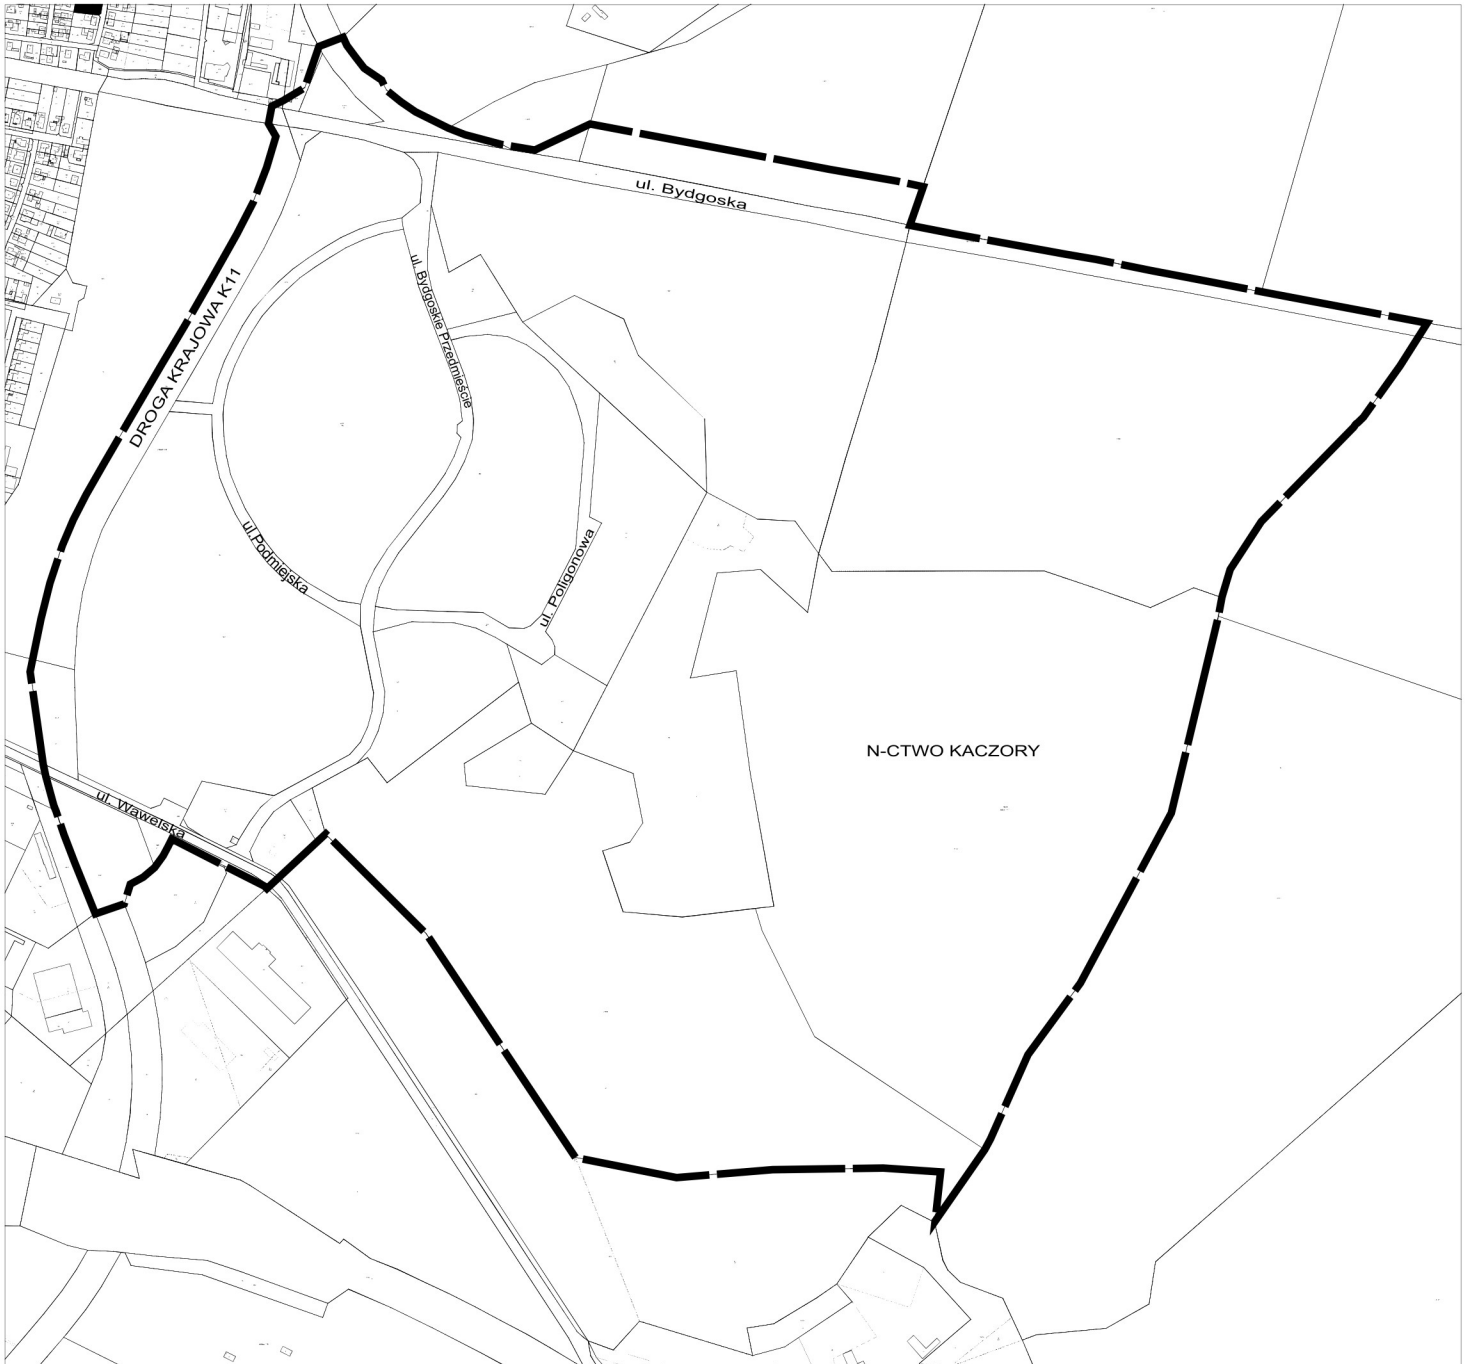 ul. Bydgoska
ul. Bydgoskie Przedmieście
DROGA KRAJOWA K11
ul.Podmiejska
ul. Poligonowa
N-CTWO KACZORY
ul. Wawelska